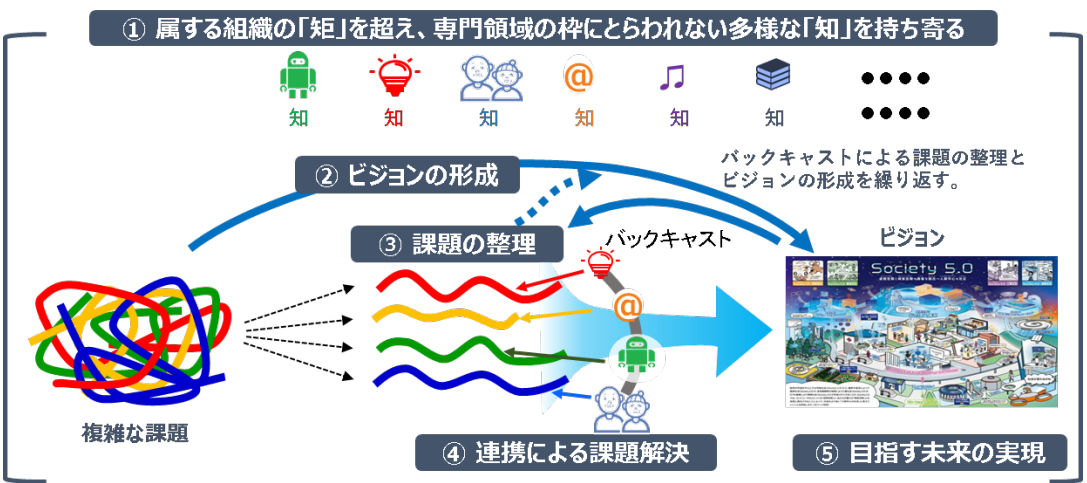 ① 属する組織の「矩」を超え、専門領域の枠にとらわれない多様な「知」を持ち寄る
@
知 知 知 知 知 知
② ビジョンの形成
バックキャストによる課題の整理と
ビジョンの形成を繰り返す。
③ 課題の整理
バックキャスト
ビジョン
Society 5.0
@
複雑な課題
④ 連携による課題解決
⑤ 目指す未来の実現